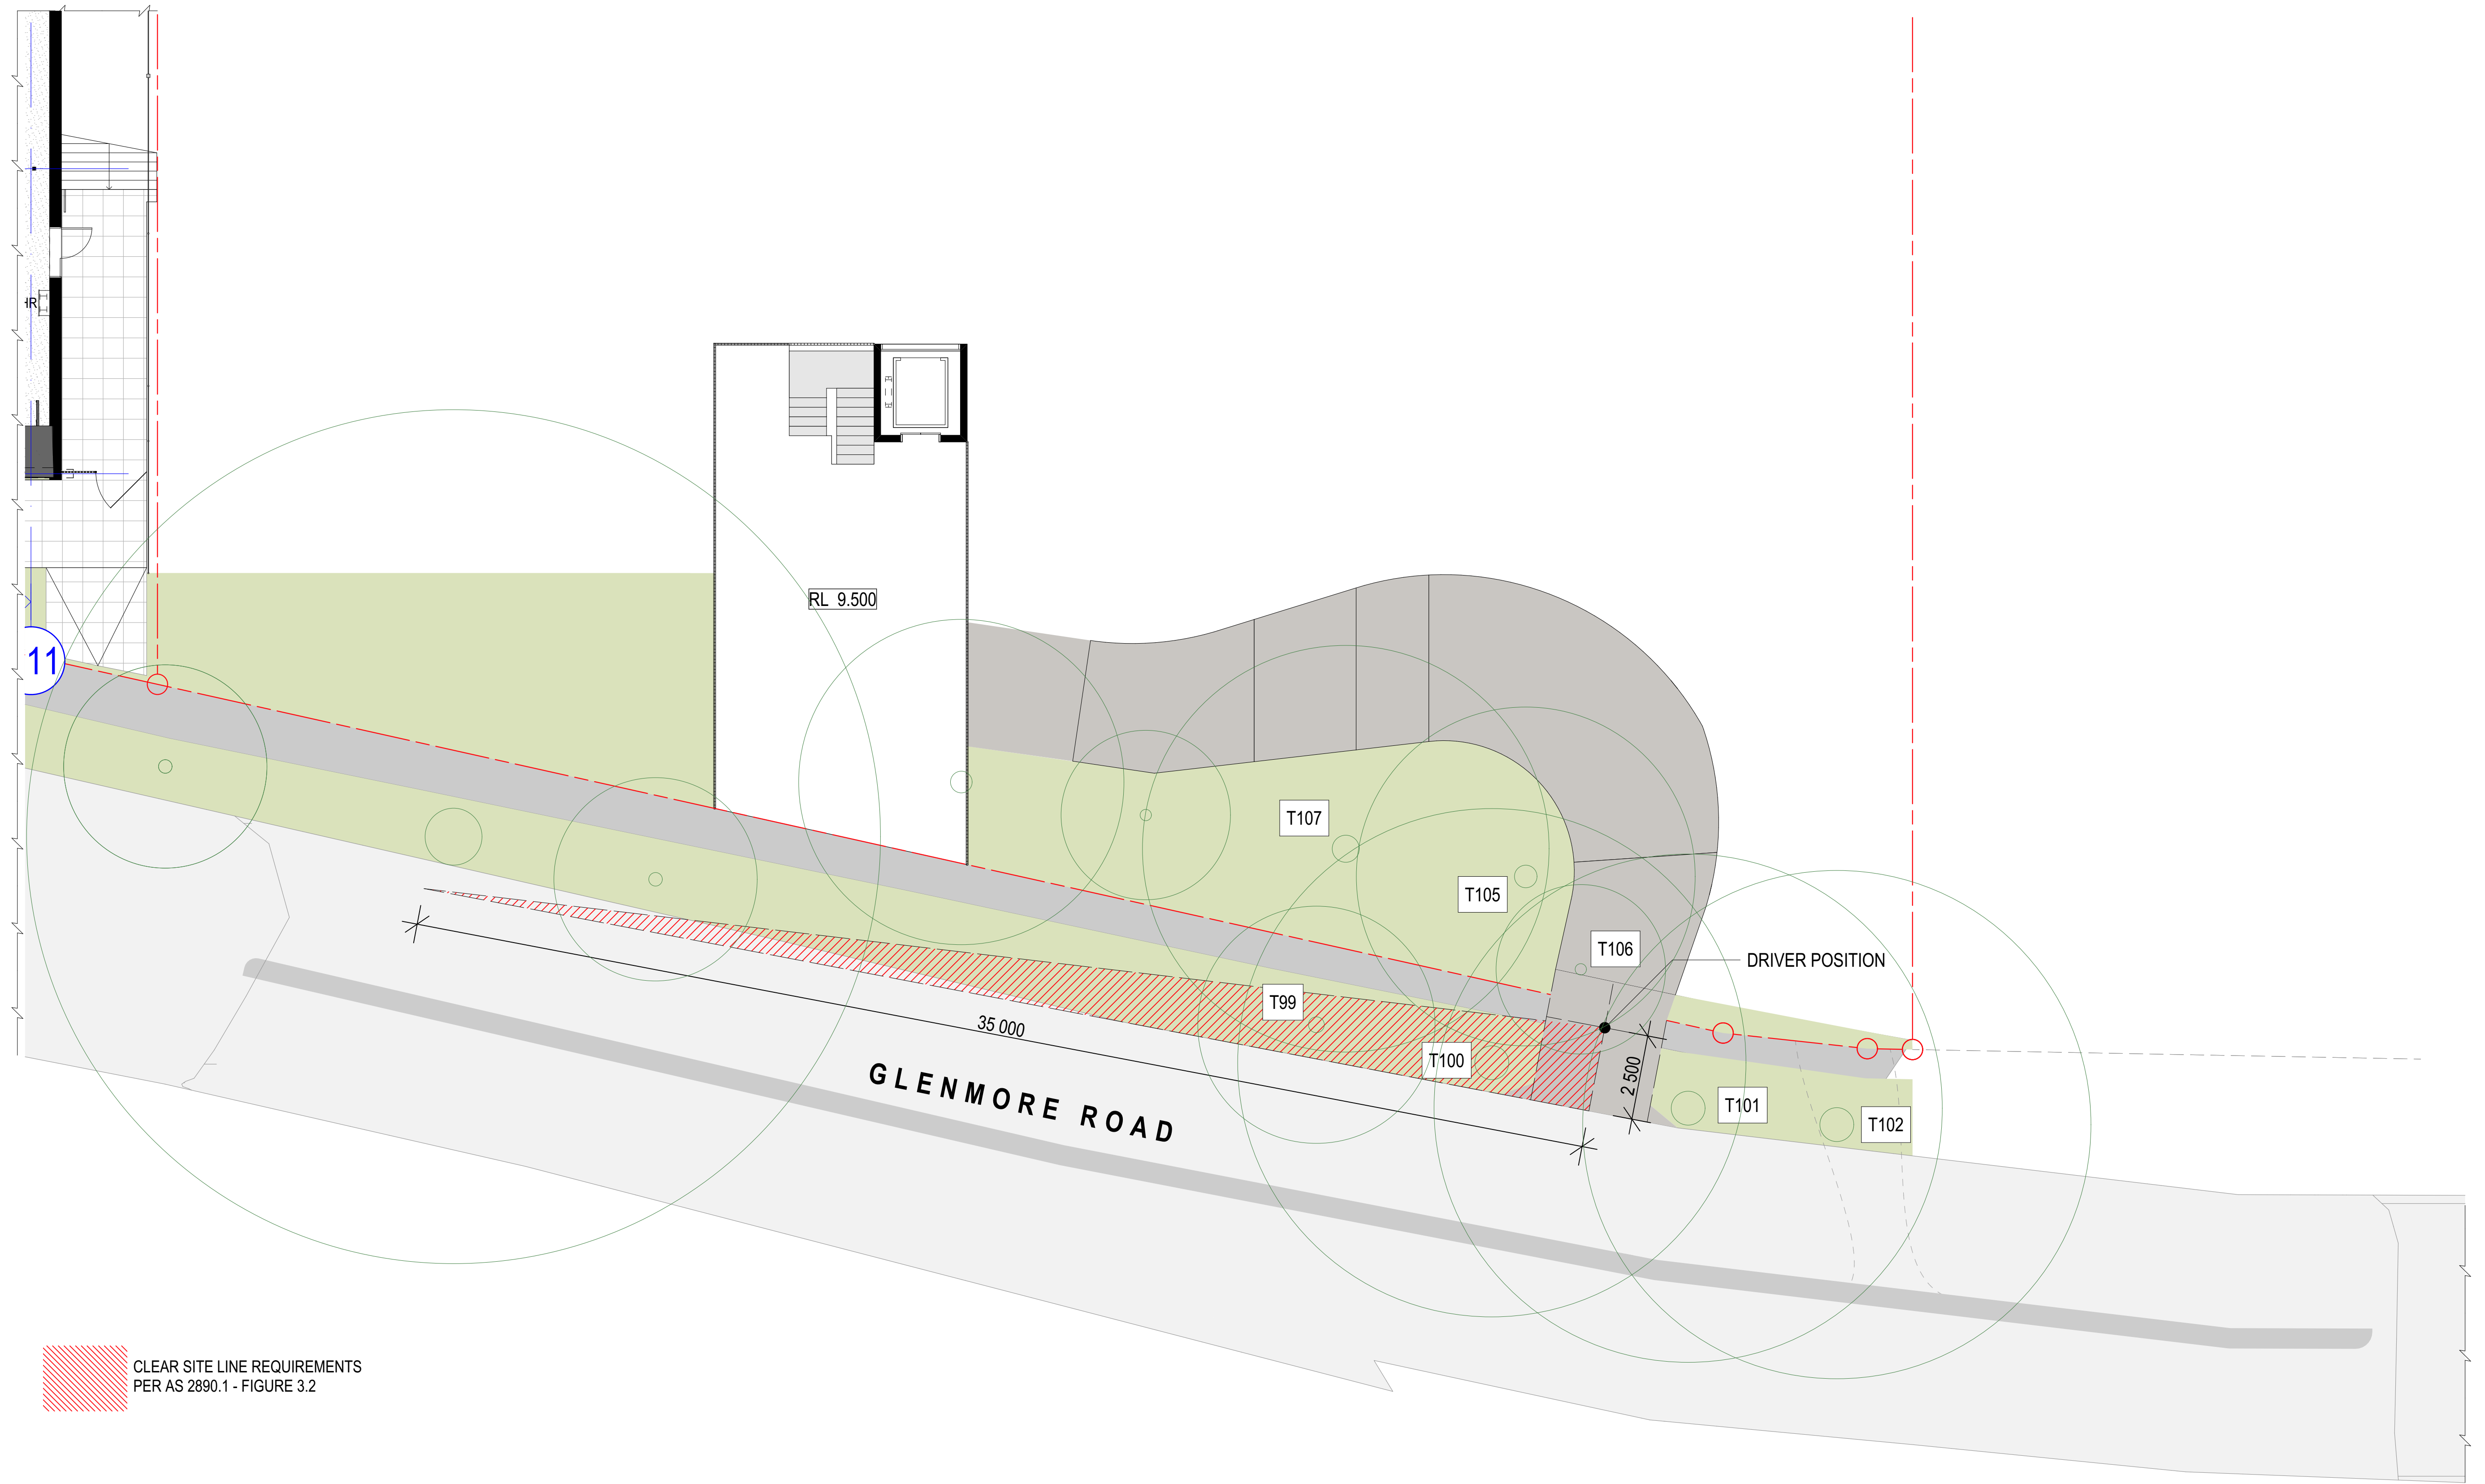 RL 9.500
11
T107
T105
T106
DRIVER POSITION
T99
35 000
T100
2 500
GLENMORE ROAD
T101
T102
CLEAR SITE LINE REQUIREMENTS
PER AS 2890.1 - FIGURE 3.2